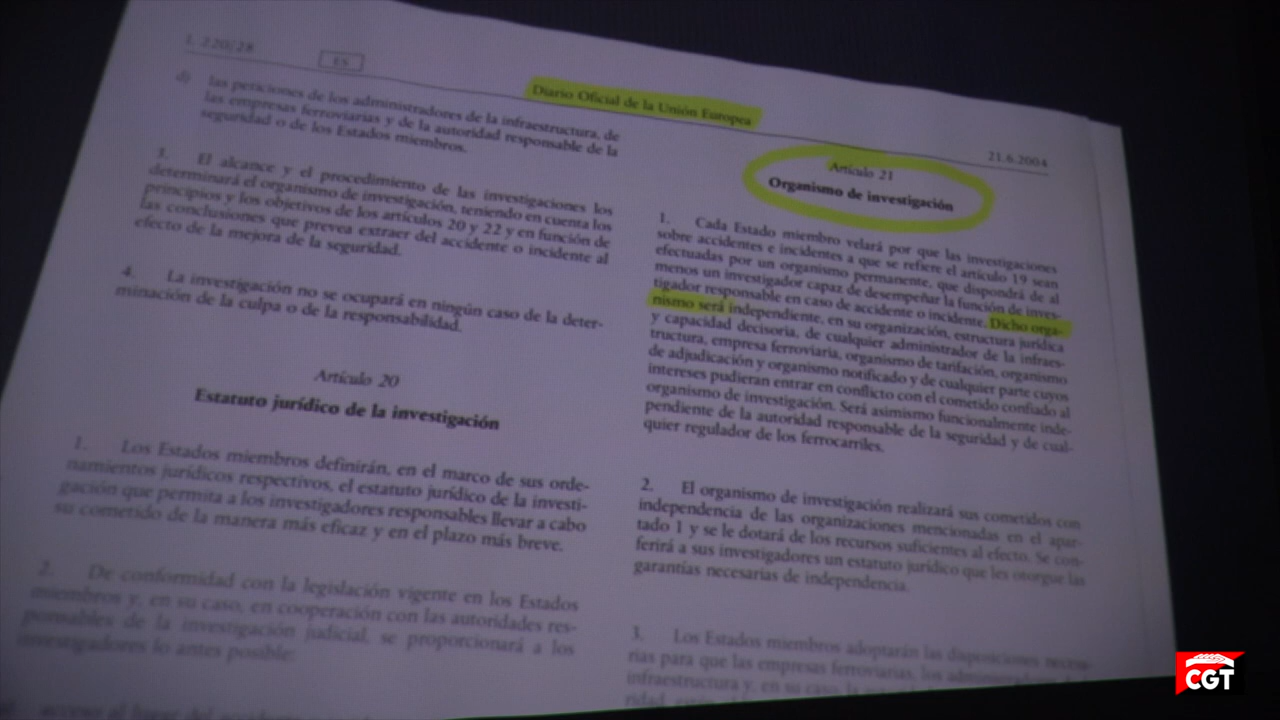 L 220/28
ES
Diario Oficial de la Unión Europea
21.6.2004
d) las peticiones de los administradores de la infraestructura, de
las empresas ferroviarias y de la autoridad responsable de la
seguridad o de los Estados miembros.
3. El alcance y el procedimiento de las investigaciones los
determinará el organismo de investigación, teniendo en cuenta los
principios y los objetivos de los artículos 20 y 22 y en función de
las conclusiones que prevea extraer del accidente o incidente al
efecto de la mejora de la seguridad.
4. La investigación no se ocupará en ningún caso de la deter-
minación de la culpa o de la responsabilidad.
Artículo 20
Estatuto jurídico de la investigación
1. Los Estados miembros definirán, en el marco de sus orde-
namientos jurídicos respectivos, el estatuto jurídico de la investi-
gación que permita a los investigadores responsables llevar a cabo
su cometido de la manera más eficaz y en el plazo más breve.
2. De conformidad con la legislación vigente en los Estados
miembros y, en su caso, en cooperación con las autoridades res-
ponsables de la investigación judicial, se proporcionará a los
investigadores lo antes posible:
Artículo 21
Organismo de investigación
1. Cada Estado miembro velará por que las investigaciones
sobre accidentes e incidentes a que se refiere el artículo 19 sean
efectuadas por un organismo permanente, que dispondrá de al
menos un investigador capaz de desempeñar la función de inves-
tigador responsable en caso de accidente o incidente. Dicho orga-
nismo será independiente, en su organización, estructura jurídica
y capacidad decisoria, de cualquier administrador de la infraes-
tructura, empresa ferroviaria, organismo de tarifación, organismo
de adjudicación y organismo notificado y de cualquier parte cuyos
intereses pudieran entrar en conflicto con el cometido confiado al
organismo de investigación. Será asimismo funcionalmente inde-
pendiente de la autoridad responsable de la seguridad y de cual-
quier regulador de los ferrocarriles.
2. El organismo de investigación realizará sus cometidos con
independencia de las organizaciones mencionadas en el apar-
tado 1 y se le dotará de los recursos suficientes al efecto. Se con-
ferirá a sus investigadores un estatuto jurídico que les otorgue las
garantías necesarias de independencia.
3. Los Estados miembros adoptarán las disposiciones necesa-
rias para que las empresas ferroviarias, los administradores de
infraestructura y, en su caso, la
CGT